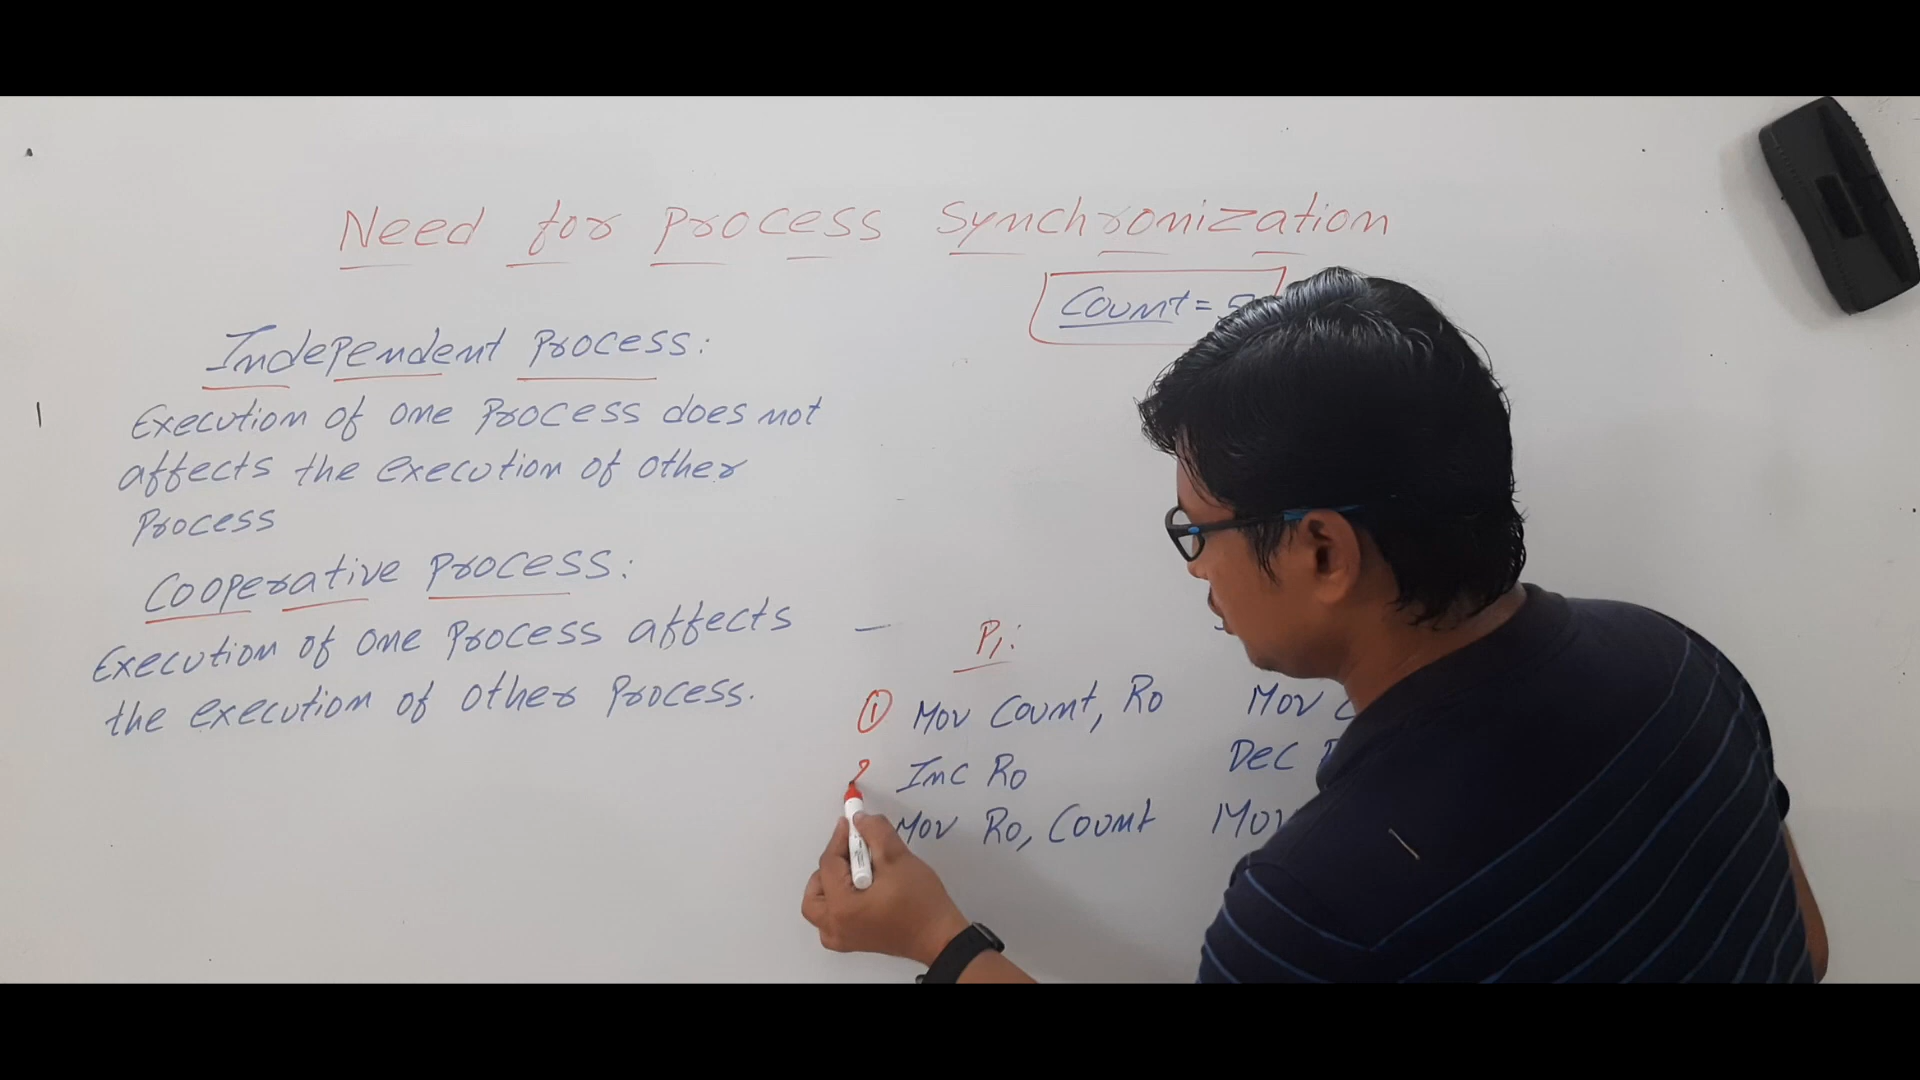 Need for Process Synchronization
Count = 5
Independent Process:
Execution of one Process does not
affects the execution of other
Process
Cooperative Process:
Execution of one Process affects
the execution of other Process.
P1:
① Mov Count, R0 Mov
2 Inc R0 Dec
Mov R0, Count Mov